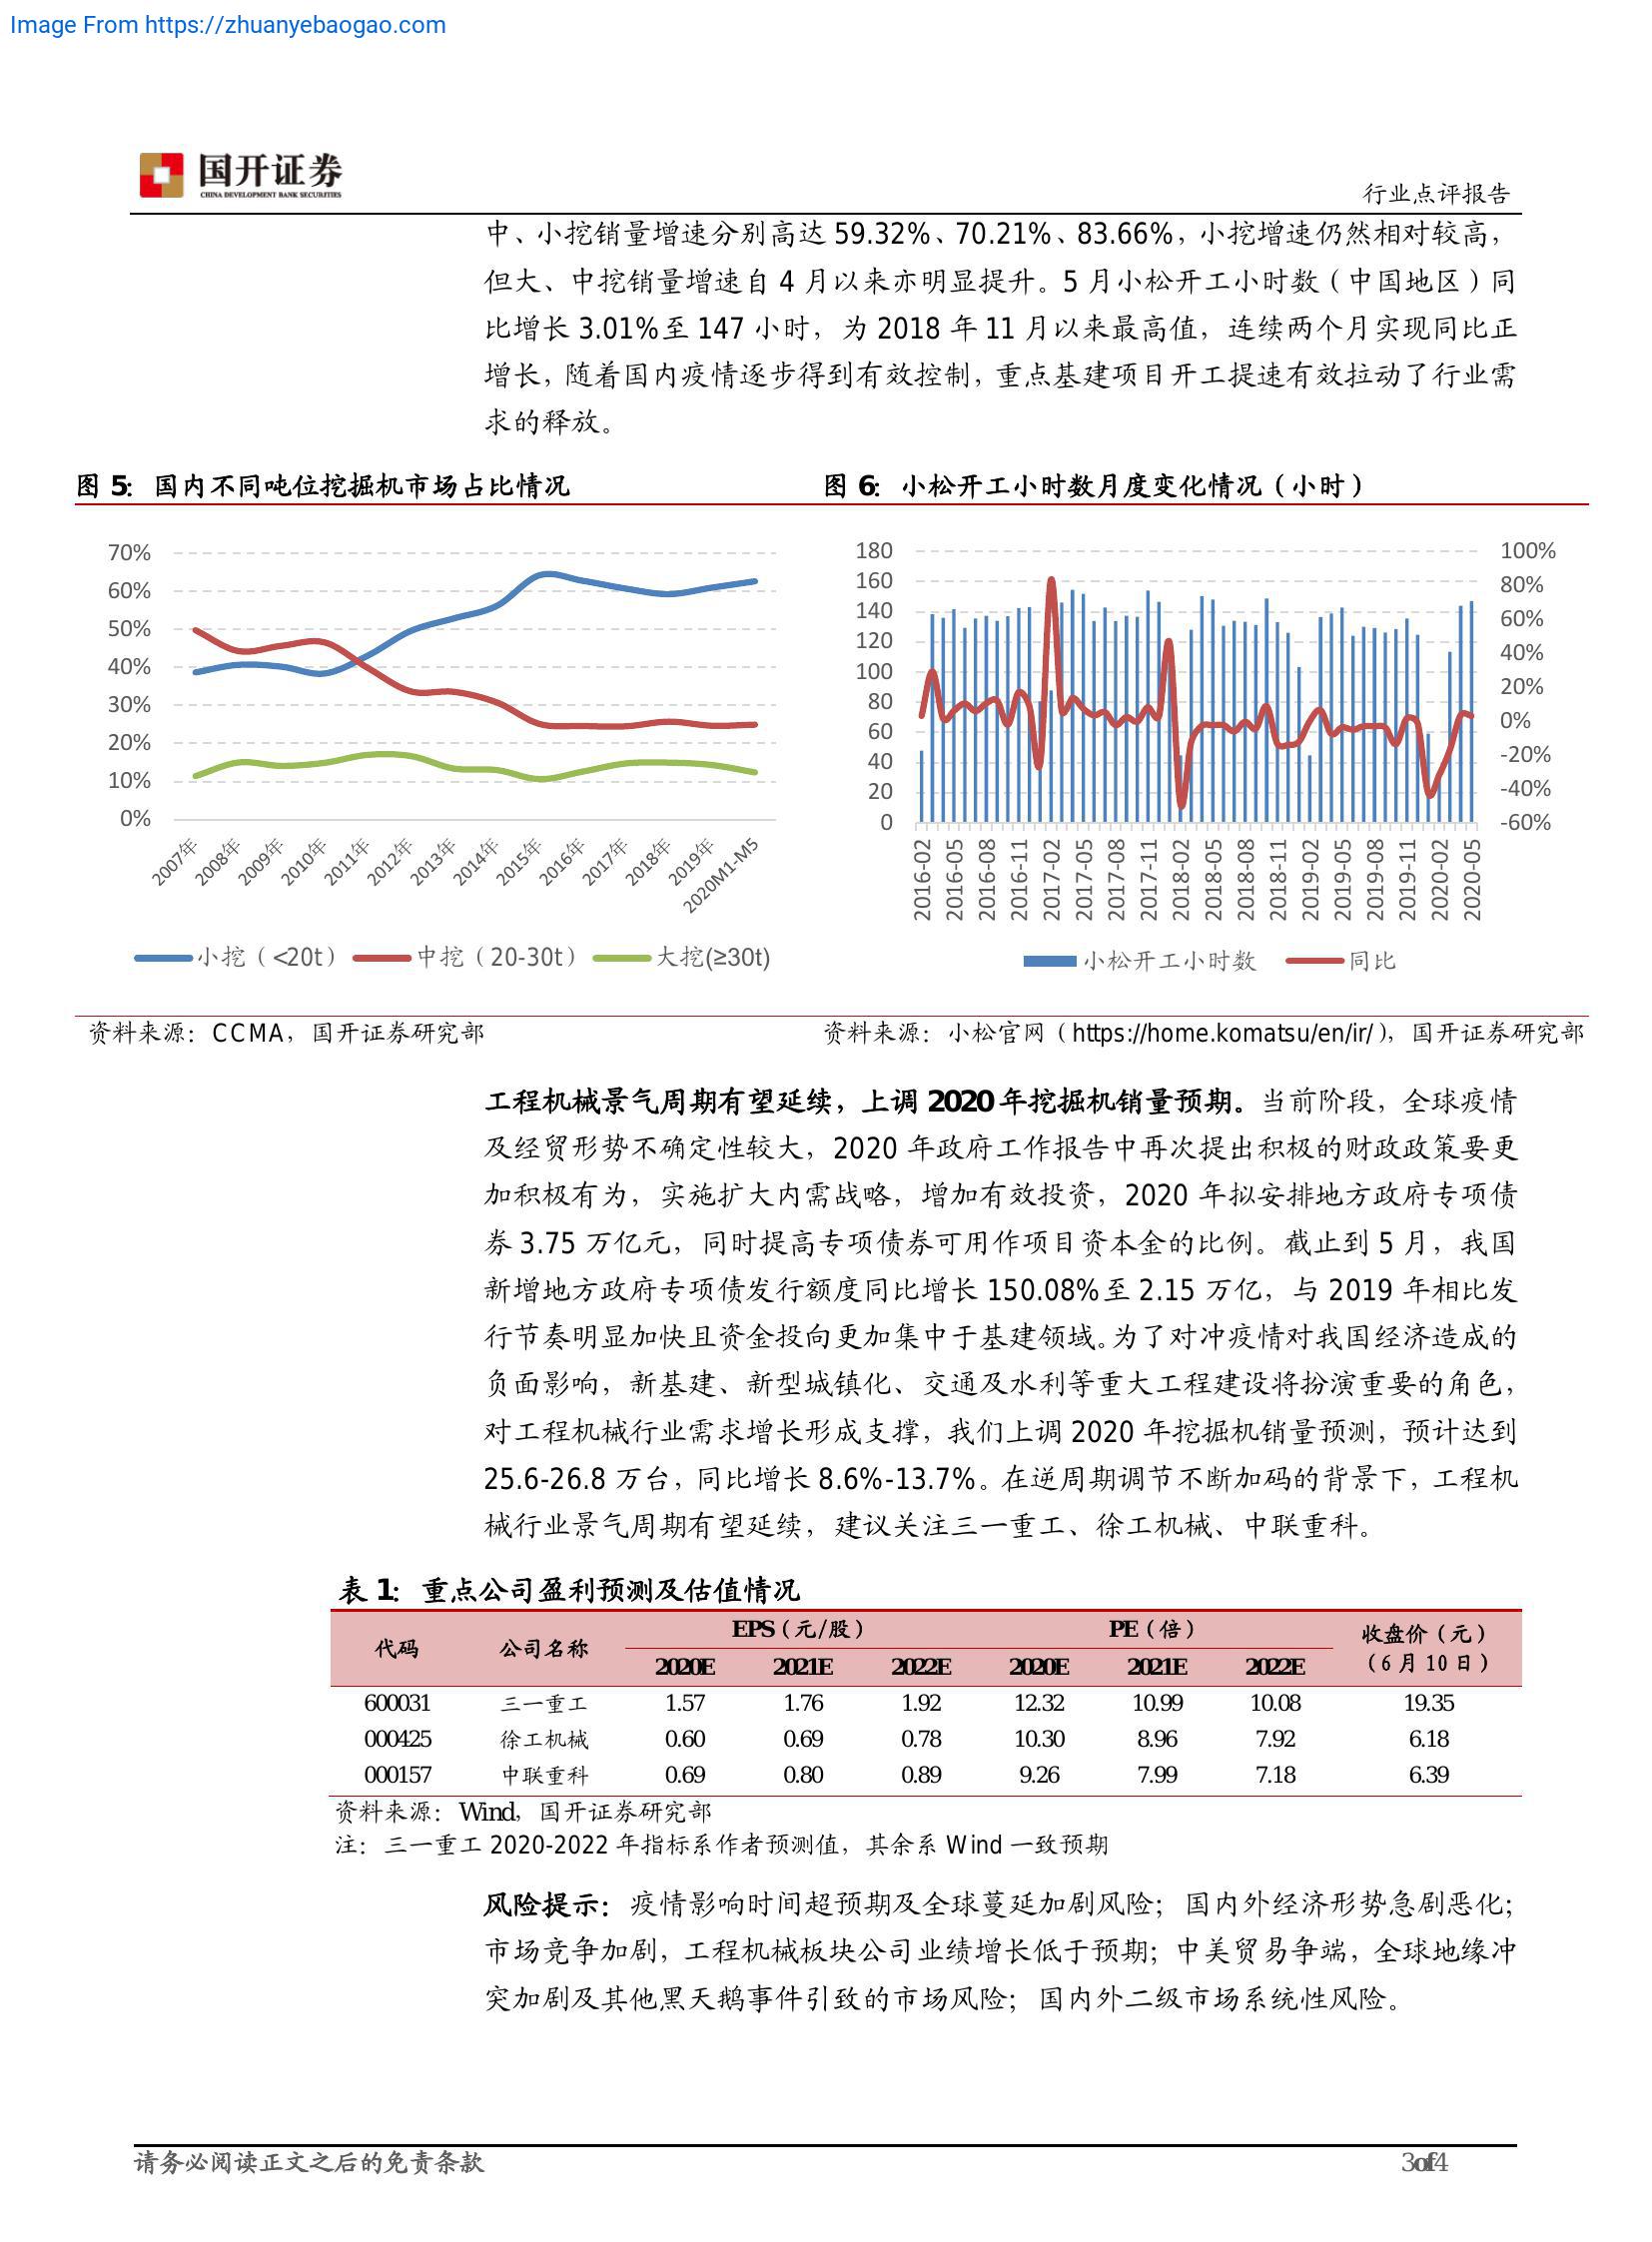 Image From https://zhuanyebaogao.com
国开证券
CHINA DEVELOPMENT BANK SECURITIES
行业点评报告
中、小挖销量增速分别高达 59.32%、70.21%、83.66%，小挖增速仍然相对较高，
但大、中挖销量增速自 4 月以来亦明显提升。5 月小松开工小时数（中国地区）同
比增长 3.01%至 147 小时，为 2018 年 11 月以来最高值，连续两个月实现同比正
增长，随着国内疫情逐步得到有效控制，重点基建项目开工提速有效拉动了行业需
求的释放。
图 5：国内不同吨位挖掘机市场占比情况
70%
60%
50%
40%
30%
20%
10%
0%
2007年
2008年
2009年
2010年
2011年
2012年
2013年
2014年
2015年
2016年
2017年
2018年
2019年
2020M1-M5
小挖（<20t） 中挖（20-30t） 大挖(≥30t)
资料来源：CCMA，国开证券研究部
图 6：小松开工小时数月度变化情况（小时）
180
160
140
120
100
80
60
40
20
0
100%
80%
60%
40%
20%
0%
-20%
-40%
-60%
2016-02
2016-05
2016-08
2016-11
2017-02
2017-05
2017-08
2017-11
2018-02
2018-05
2018-08
2018-11
2019-02
2019-05
2019-08
2019-11
2020-02
2020-05
小松开工小时数 同比
资料来源：小松官网（https://home.komatsu/en/ir/），国开证券研究部
工程机械景气周期有望延续，上调 2020 年挖掘机销量预期。当前阶段，全球疫情
及经贸形势不确定性较大，2020 年政府工作报告中再次提出积极的财政政策要更
加积极有为，实施扩大内需战略，增加有效投资，2020 年拟安排地方政府专项债
券 3.75 万亿元，同时提高专项债券可用作项目资本金的比例。截止到 5 月，我国
新增地方政府专项债发行额度同比增长 150.08%至 2.15 万亿，与 2019 年相比发
行节奏明显加快且资金投向更加集中于基建领域。为了对冲疫情对我国经济造成的
负面影响，新基建、新型城镇化、交通及水利等重大工程建设将扮演重要的角色，
对工程机械行业需求增长形成支撑，我们上调 2020 年挖掘机销量预测，预计达到
25.6-26.8 万台，同比增长 8.6%-13.7%。在逆周期调节不断加码的背景下，工程机
械行业景气周期有望延续，建议关注三一重工、徐工机械、中联重科。
表 1：重点公司盈利预测及估值情况
代码 公司名称 EPS（元/股） PE（倍） 收盘价（元）
（6 月 10 日）
2020E 2021E 2022E 2020E 2021E 2022E
600031 三一重工 1.57 1.76 1.92 12.32 10.99 10.08 19.35
000425 徐工机械 0.60 0.69 0.78 10.30 8.96 7.92 6.18
000157 中联重科 0.69 0.80 0.89 9.26 7.99 7.18 6.39
资料来源：Wind，国开证券研究部
注：三一重工 2020-2022 年指标系作者预测值，其余系 Wind 一致预期
风险提示：疫情影响时间超预期及全球蔓延加剧风险；国内外经济形势急剧恶化；
市场竞争加剧，工程机械板块公司业绩增长低于预期；中美贸易争端，全球地缘冲
突加剧及其他黑天鹅事件引致的市场风险；国内外二级市场系统性风险。
请务必阅读正文之后的免责条款
3of4